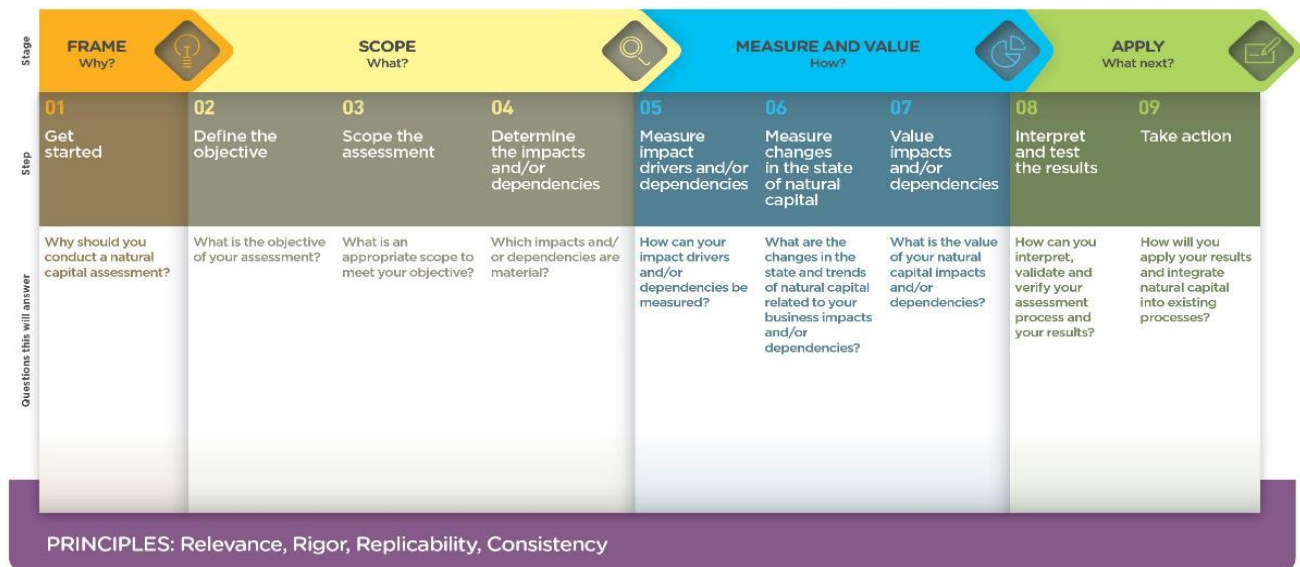 Stage
FRAME
Why?
SCOPE
What?
MEASURE AND VALUE
How?
APPLY
What next?
Step
01
Get
started
02
Define the
objective
03
Scope the
assessment
04
Determine
the impacts
and/or
dependencies
05
Measure
impact
drivers and/or
dependencies
06
Measure
changes
in the state
of natural
capital
07
Value
impacts
and/or
dependencies
08
Interpret
and test
the results
09
Take action
Questions this will answer
Why should you
conduct a natural
capital assessment?
What is the objective
of your assessment?
What is an
appropriate scope to
meet your objective?
Which impacts and/
or dependencies are
material?
How can your
impact drivers
and/or
dependencies be
measured?
What are the
changes in the
state and trends
of natural capital
related to your
business impacts
and/or
dependencies?
What is the value
of your natural
capital impacts
and/or
dependencies?
How can you
interpret,
validate and
verify your
assessment
process and
your results?
How will you
apply your results
and integrate
natural capital
into existing
processes?
PRINCIPLES: Relevance, Rigor, Replicability, Consistency